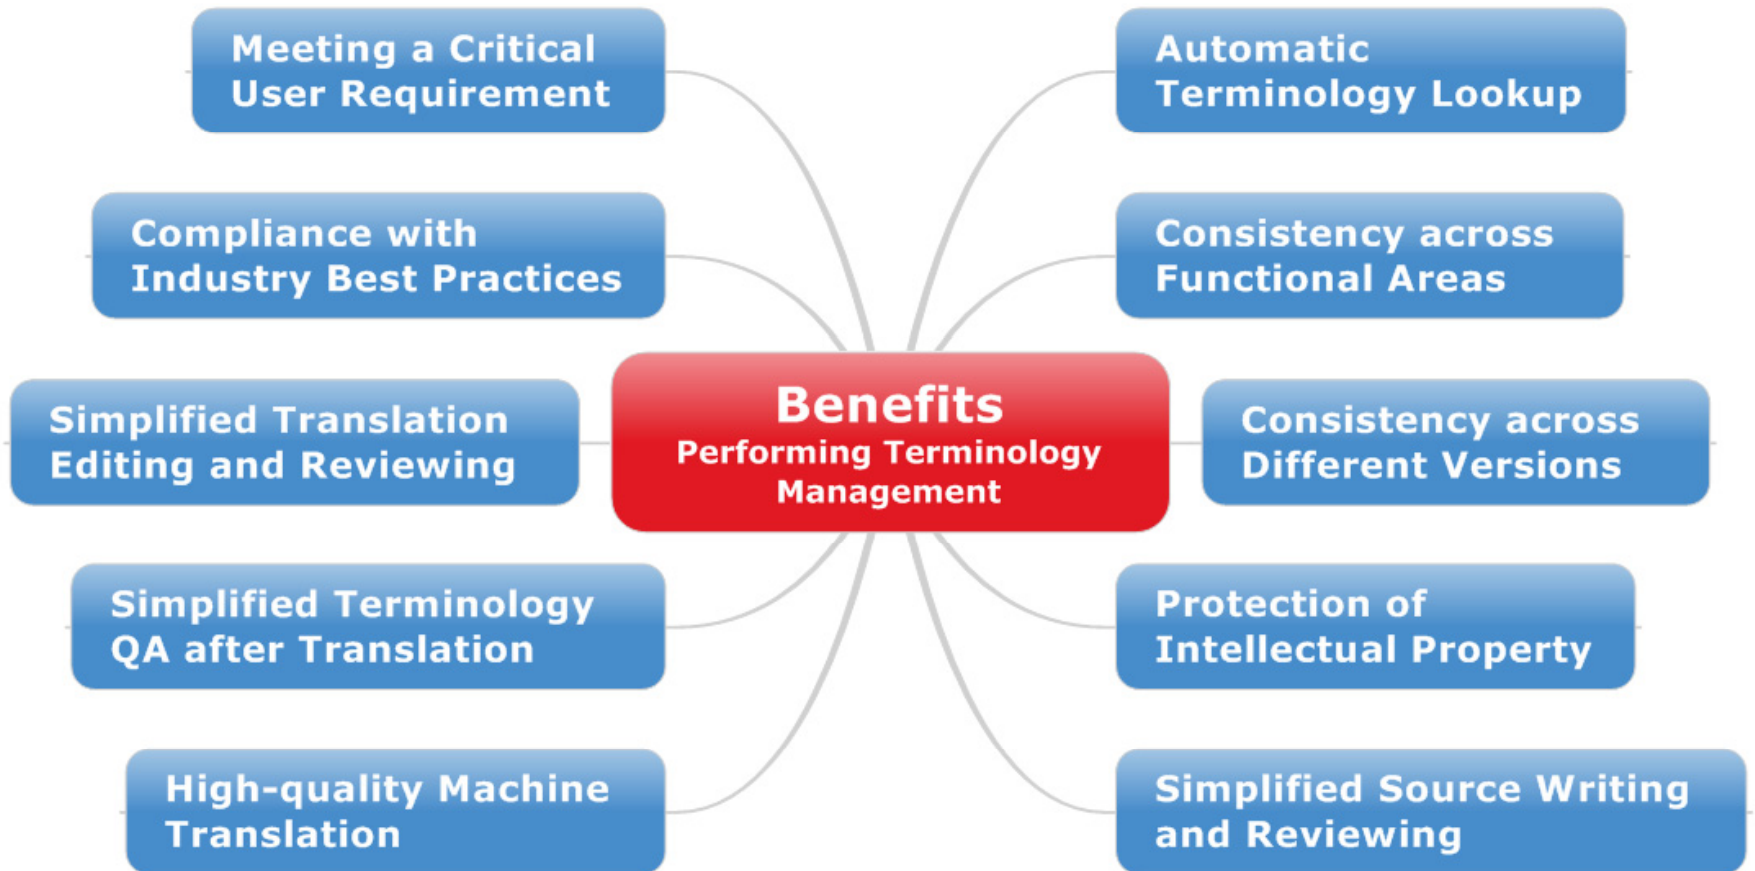 Meeting a Critical
User Requirement
Compliance with
Industry Best Practices
Simplified Translation
Editing and Reviewing
Simplified Terminology
QA after Translation
High-quality Machine
Translation
Benefits
Performing Terminology
Management
Automatic
Terminology Lookup
Consistency across
Functional Areas
Consistency across
Different Versions
Protection of
Intellectual Property
Simplified Source Writing
and Reviewing